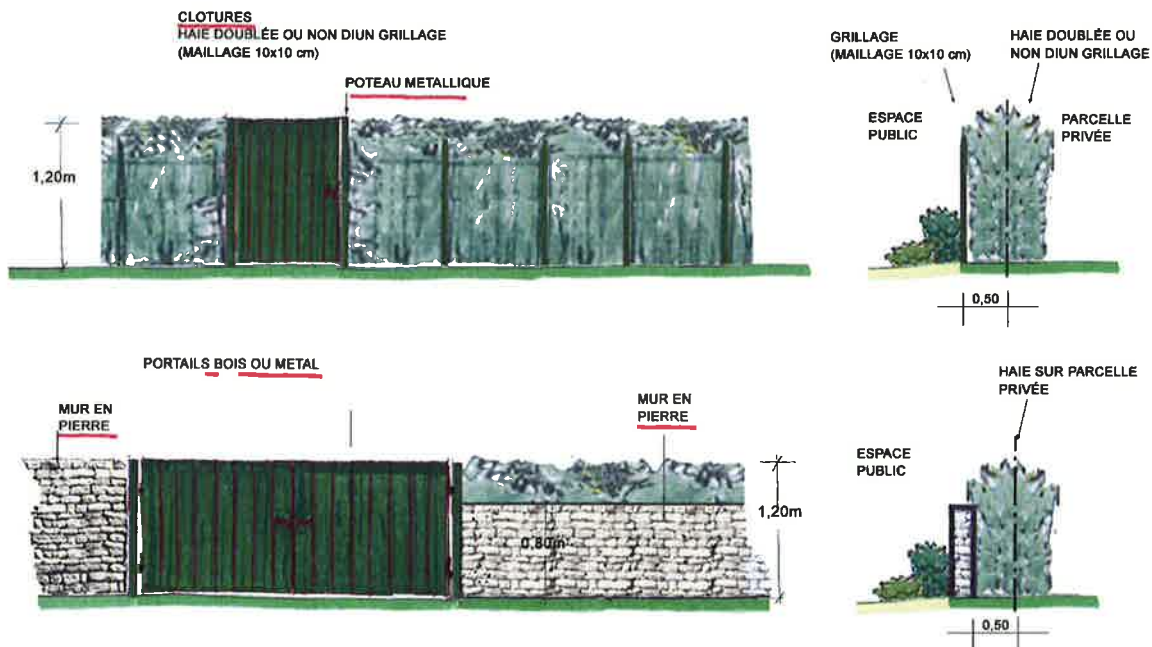 CLOTURES
HAIE DOUBLÉE OU NON DIUN GRILLAGE
(MAILLAGE 10x10 cm)
POTEAU METALLIQUE
1,20m
GRILLAGE
(MAILLAGE 10x10 cm)
HAIE DOUBLÉE OU
NON DIUN GRILLAGE
ESPACE
PUBLIC
PARCELLE
PRIVÉE
0,50
PORTAILS BOIS OU METAL
MUR EN
PIERRE
MUR EN
PIERRE
1,20m
0,80m
HAIE SUR PARCELLE
PRIVÉE
ESPACE
PUBLIC
0,50